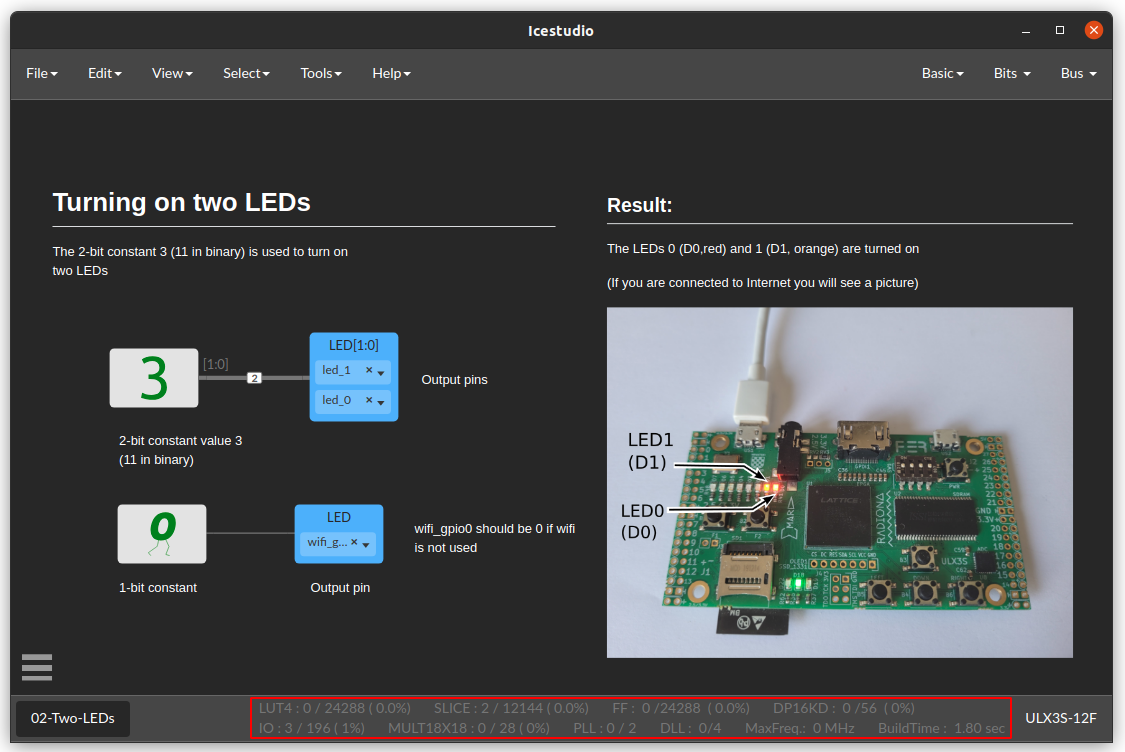 Icestudio
File Edit View Select Tools Help Basic Bits Bus
Turning on two LEDs
The 2-bit constant 3 (11 in binary) is used to turn on
two LEDs
3
[1:0]
2
LED[1:0]
led_1 ×
led_0 ×
Output pins
2-bit constant value 3
(11 in binary)
0
LED
wifi_g... ×
wifi_gpio0 should be 0 if wifi
is not used
1-bit constant
Output pin
Result:
The LEDs 0 (D0,red) and 1 (D1, orange) are turned on
(If you are connected to Internet you will see a picture)
LED1
(D1)
LED0
(D0)
LATTICE
RADIONA
ULX3S
02-Two-LEDs
LUT4 : 0 / 24288 ( 0.0%) SLICE : 2 / 12144 ( 0.0%) FF : 0 /24288 ( 0.0%) DP16KD : 0 /56 ( 0%)
IO : 3 / 196 ( 1%) MULT18X18 : 0 / 28 ( 0%) PLL : 0 / 2 DLL : 0/4 MaxFreq.: 0 MHz BuildTime : 1.80 sec
ULX3S-12F